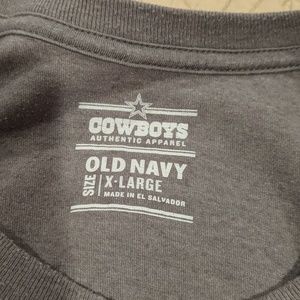 COWBOYS
AUTHENTIC APPAREL
OLD NAVY
SIZE X-LARGE
MADE IN EL SALVADOR